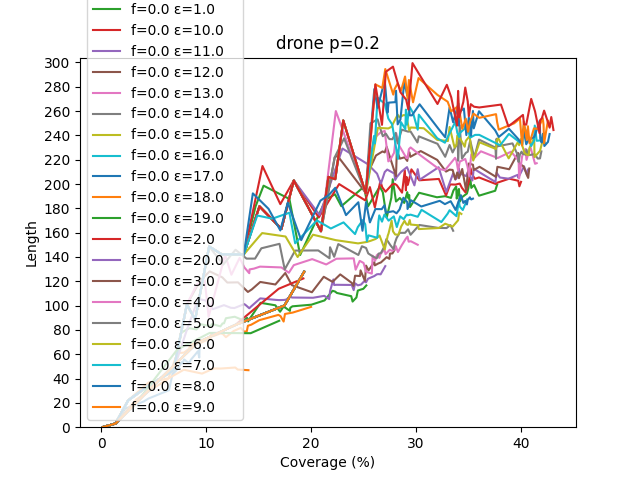 f=0.0 ε=1.0
f=0.0 ε=10.0
f=0.0 ε=11.0
f=0.0 ε=12.0
f=0.0 ε=13.0
f=0.0 ε=14.0
f=0.0 ε=15.0
f=0.0 ε=16.0
f=0.0 ε=17.0
f=0.0 ε=18.0
f=0.0 ε=19.0
f=0.0 ε=2.0
f=0.0 ε=20.0
f=0.0 ε=3.0
f=0.0 ε=4.0
f=0.0 ε=5.0
f=0.0 ε=6.0
f=0.0 ε=7.0
f=0.0 ε=8.0
f=0.0 ε=9.0
drone p=0.2
300
280
260
240
220
200
180
160
140
120
100
80
60
40
20
0
Length
0 10 20 30 40
Coverage (%)